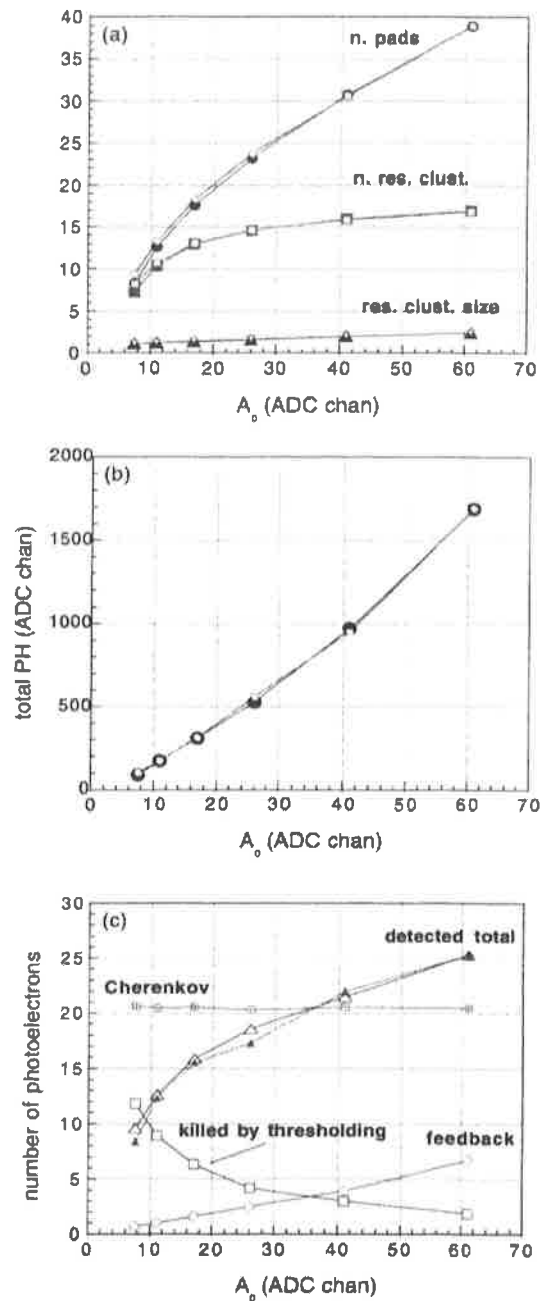 (a)
n. pads
n. res. clust.
res. clust. size
40
35
30
25
20
15
10
5
0
0 10 20 30 40 50 60 70
A₀ (ADC chan)
(b)
total PH (ADC chan)
2000
1500
1000
500
0
0 10 20 30 40 50 60 70
A₀ (ADC chan)
(c)
number of photoelectrons
30
25
20
15
10
5
0
detected total
Cherenkov
killed by thresholding
feedback
0 10 20 30 40 50 60 70
A₀ (ADC chan)